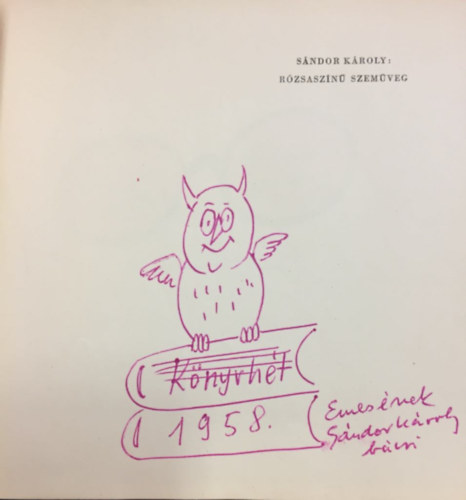 SÁNDOR KÁROLY:
RÓZSASZÍNŰ SZEMÜVEG
Könyvhét
1958.
Emesének
Sándor Károly
bácsi